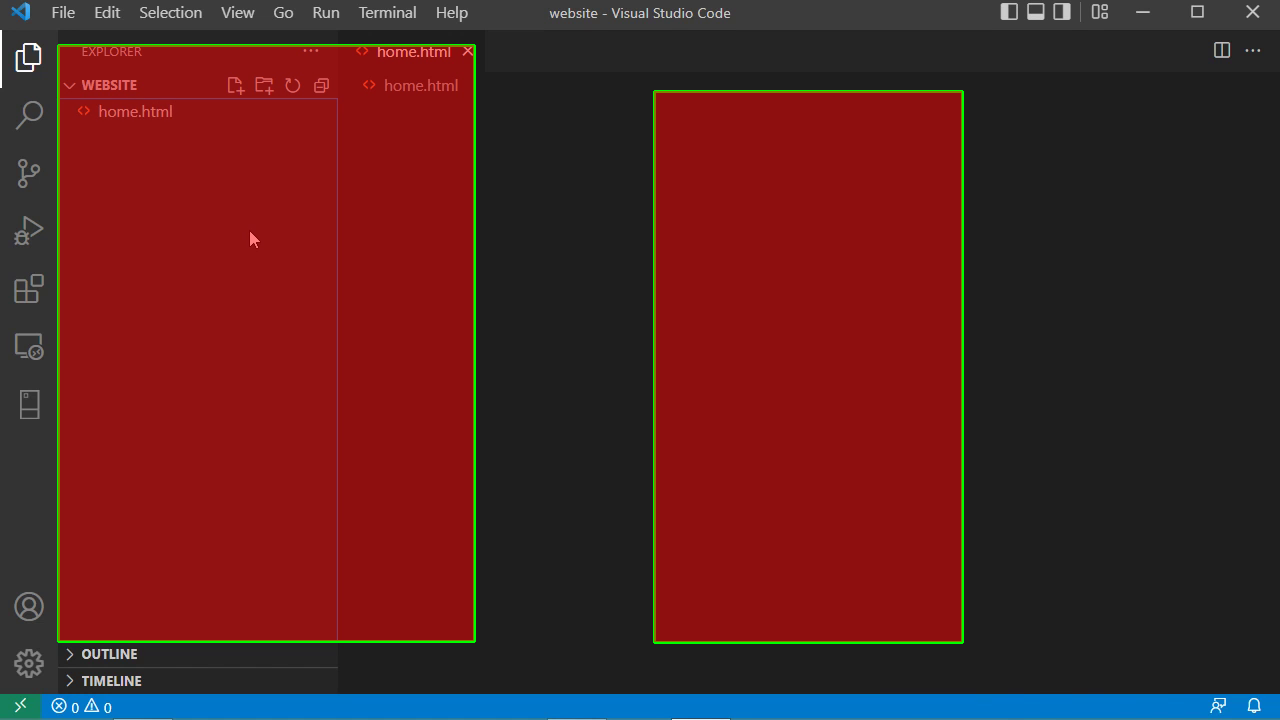 File Edit Selection View Go Run Terminal Help website - Visual Studio Code
EXPLORER ... home.html
WEBSITE home.html
home.html
OUTLINE
TIMELINE
0 0